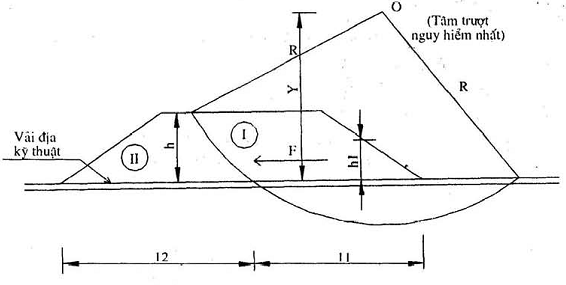 O
(Tâm trượt
nguy hiểm nhất)
R
R
Y
Vải địa
kỹ thuật
II
h
I
F
h1
12
11